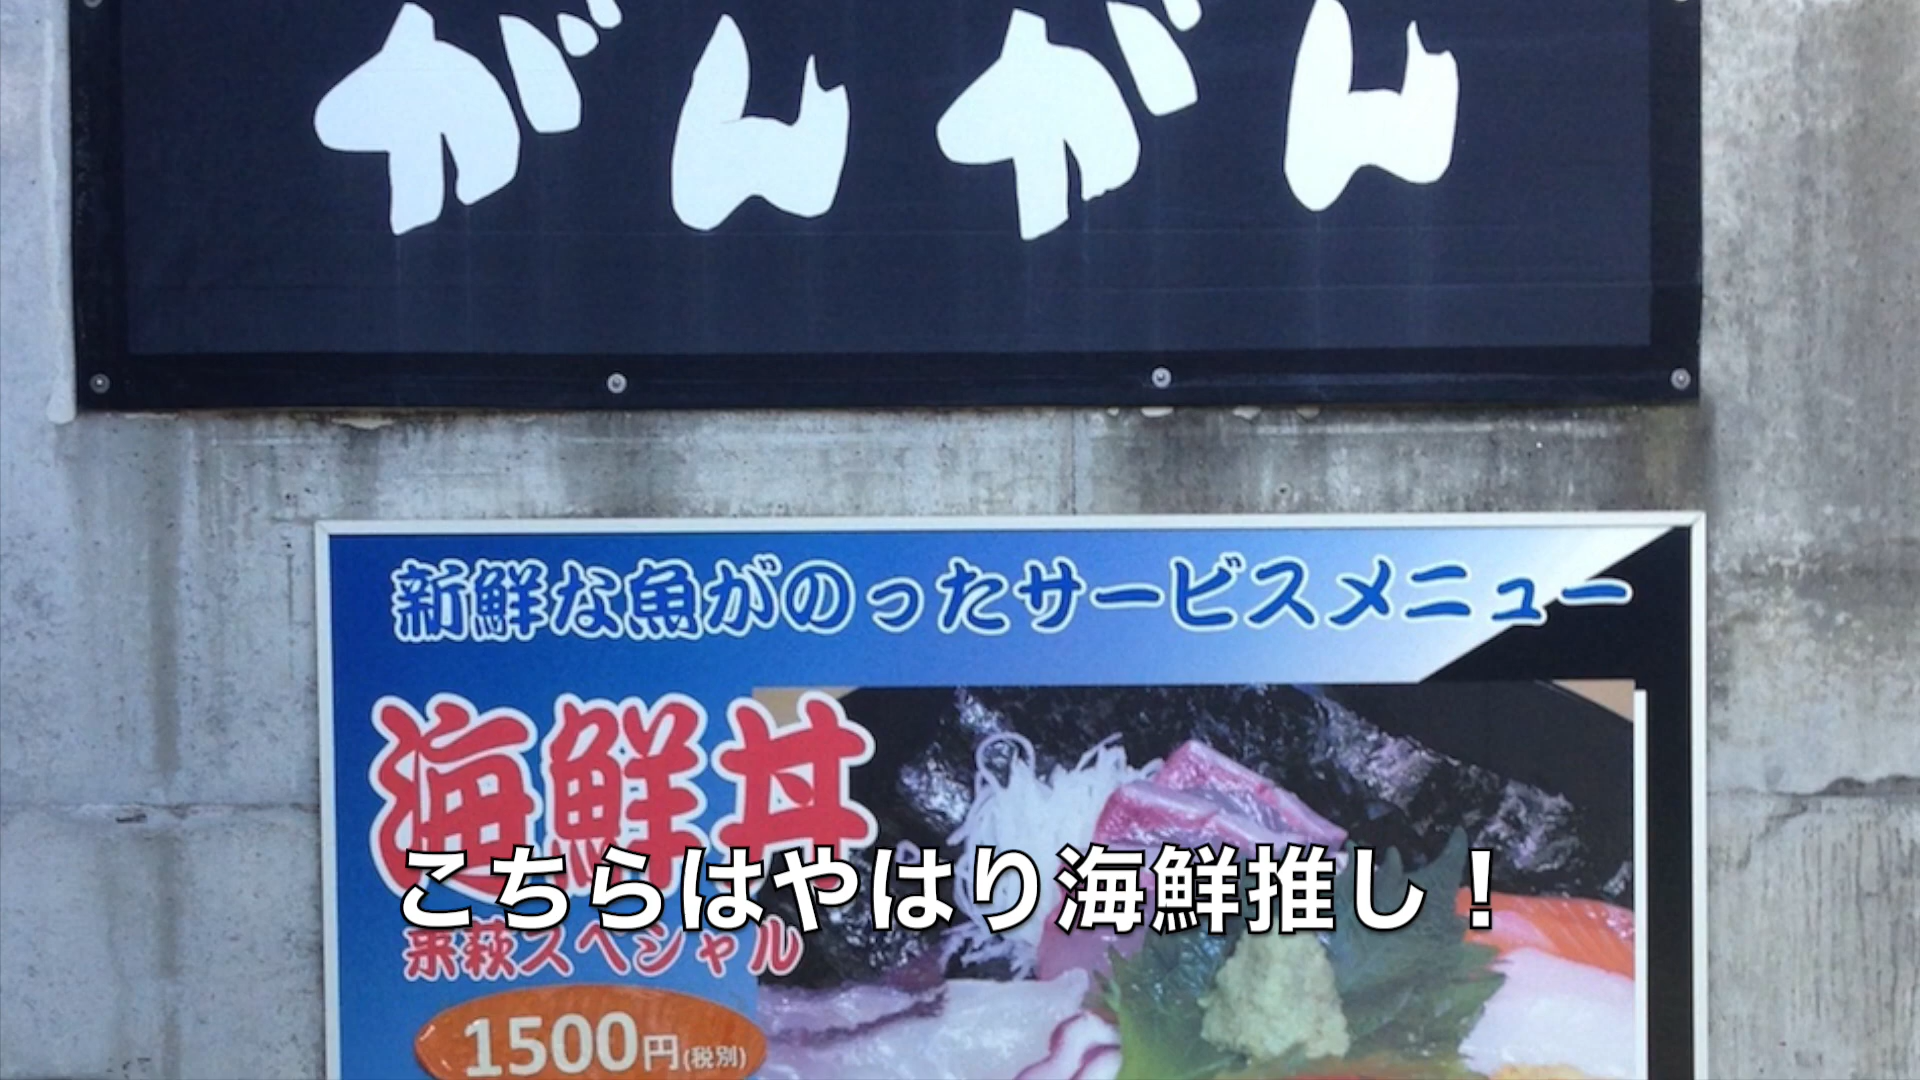 がんがん
新鮮な魚がのったサービスメニュー
海鮮丼
こちらはやはり海鮮推し！
来萩スペシャル
1500円(税別)